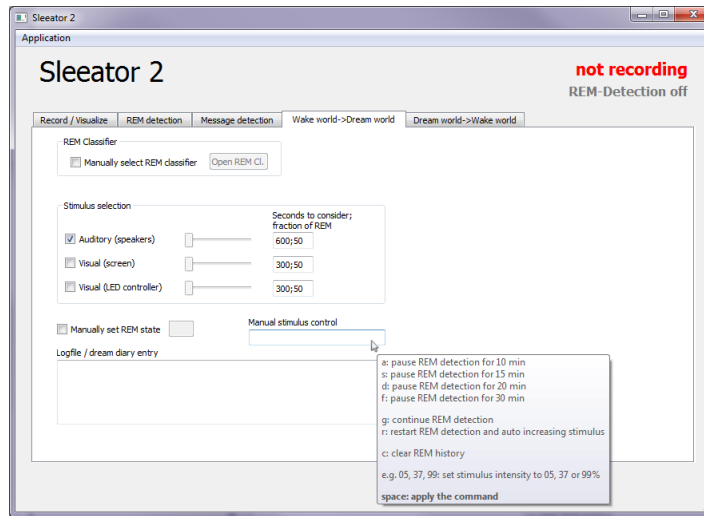 Sleeator 2
Application
Sleeator 2
not recording
REM-Detection off
Record / Visualize
REM detection
Message detection
Wake world->Dream world
Dream world->Wake world
REM Classifier
Manually select REM classifier
Open REM Cl.
Stimulus selection
Seconds to consider;
fraction of REM
Auditory (speakers)
600;50
Visual (screen)
300;50
Visual (LED controller)
300;50
Manually set REM state
Manual stimulus control
Logfile / dream diary entry
a: pause REM detection for 10 min
s: pause REM detection for 15 min
d: pause REM detection for 20 min
f: pause REM detection for 30 min
g: continue REM detection
r: restart REM detection and auto increasing stimulus
c: clear REM history
e.g. 05, 37, 99: set stimulus intensity to 05, 37 or 99%
space: apply the command